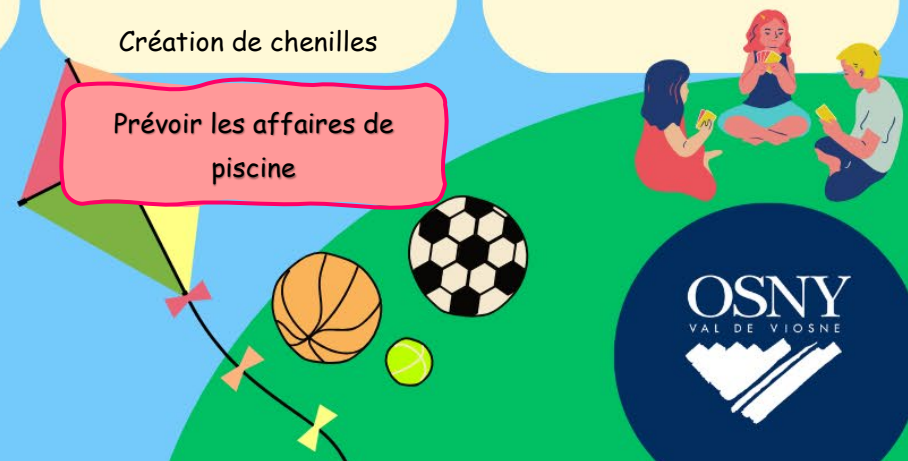 Création de chenilles
Prévoir les affaires de
piscine
OSNY
VAL DE VIOSNE